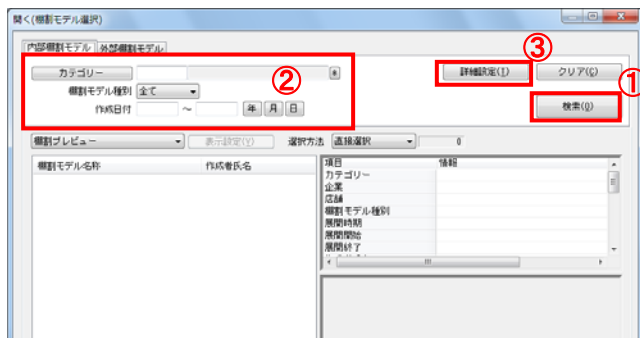 開く(棚割モデル選択)
内部棚割モデル 外部棚割モデル
③
カテゴリー ② 詳細設定(I) クリア(C) ①
棚割モデル種別 全て
作成日付 ～ 年 月 日 検索(Q)
棚割プレビュー 表示設定(V) 選択方法 直接選択 0
棚割モデル名称 作成者氏名 項目 情報
カテゴリー
企業
店舗
棚割モデル種別
展開時期
展開開始
展開終了